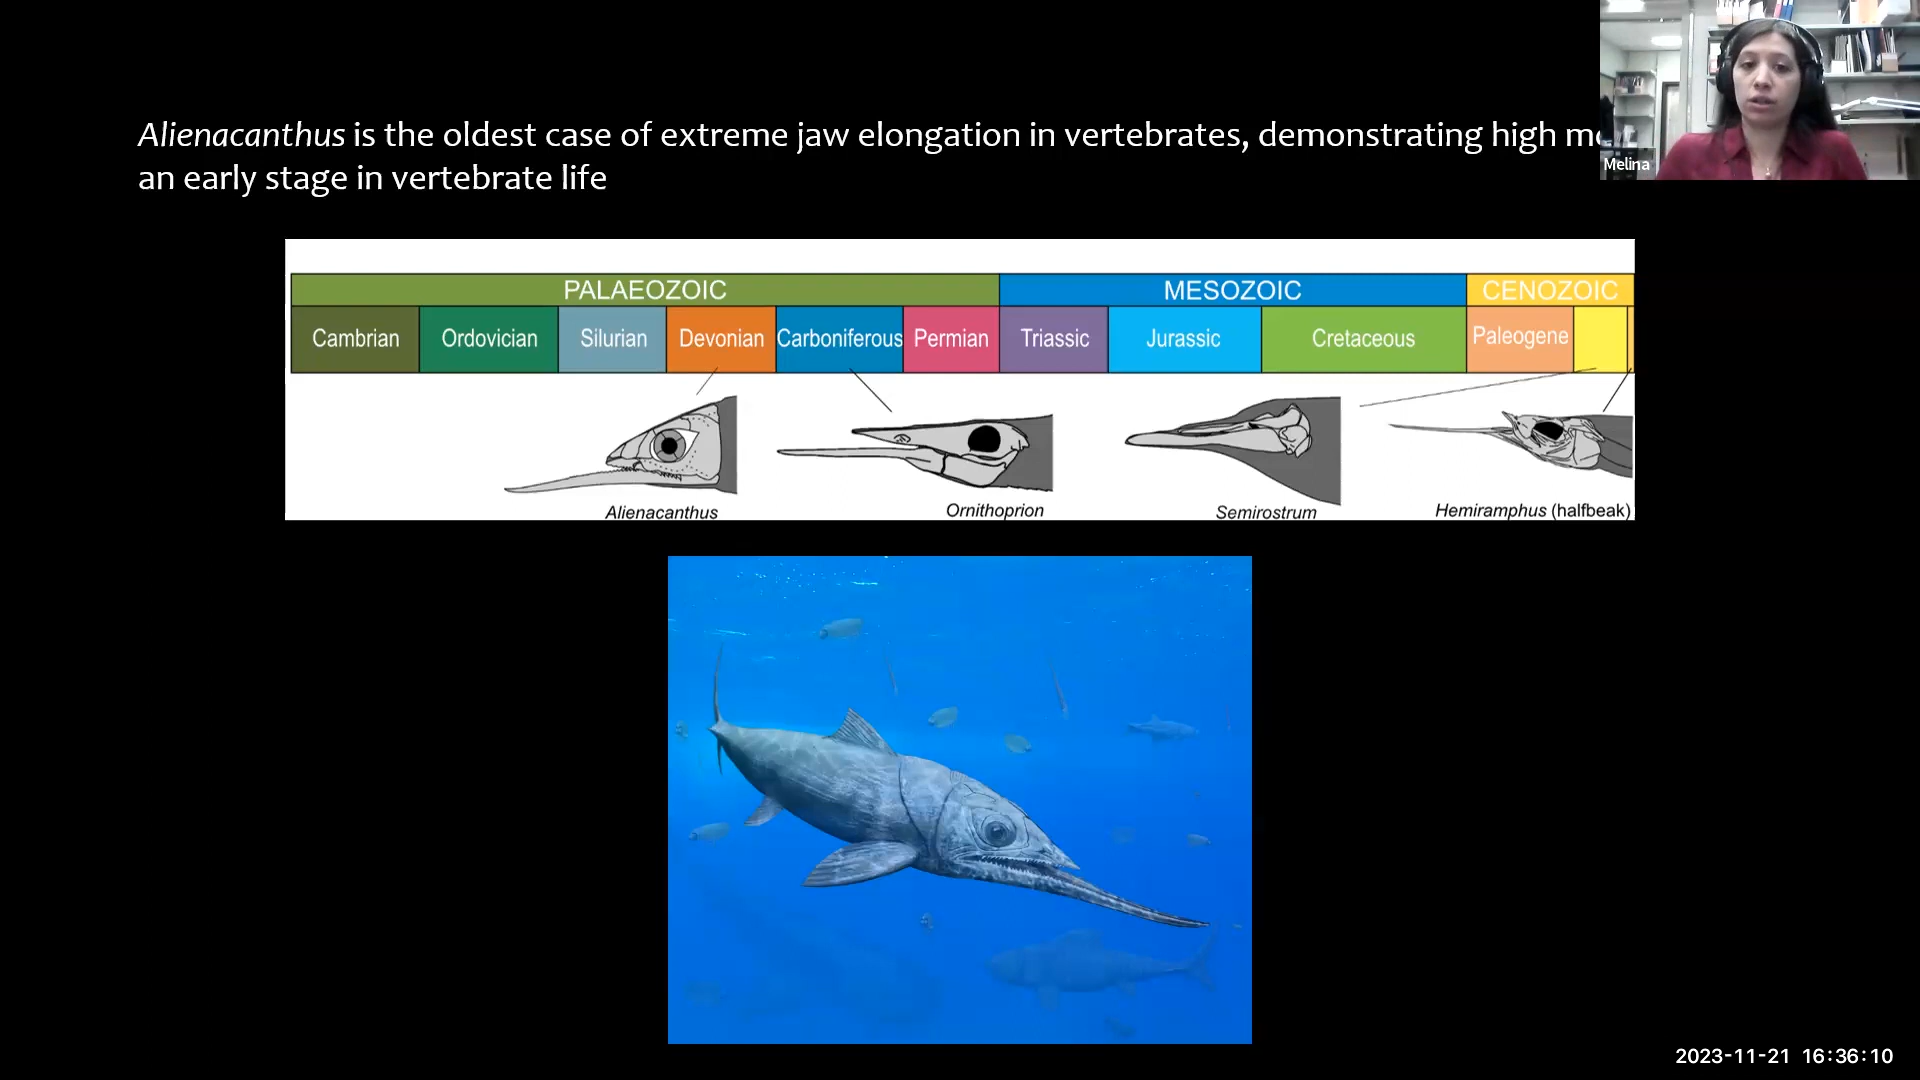 Alienacanthus is the oldest case of extreme jaw elongation in vertebrates, demonstrating high
an early stage in vertebrate life
Melina
PALAEOZOIC MESOZOIC CENOZOIC
Cambrian Ordovician Silurian Devonian Carboniferous Permian Triassic Jurassic Cretaceous Paleogene
Alienacanthus Ornithoprion Semirostrum Hemiramphus (halfbeak)
2023-11-21 16:36:10